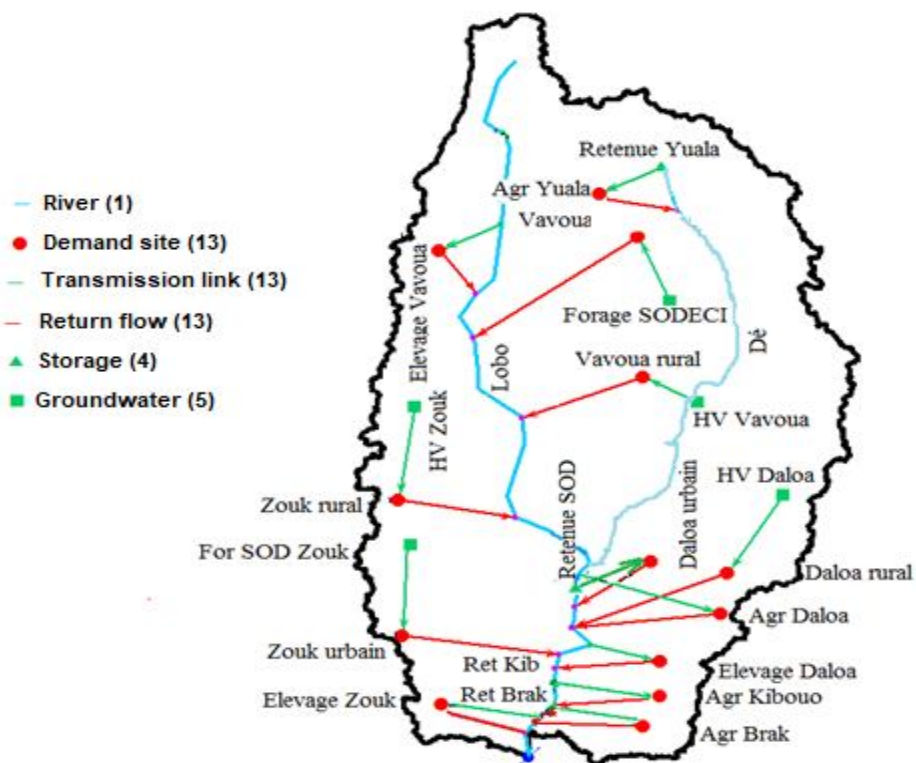 River (1)
Demand site (13)
Transmission link (13)
Return flow (13)
Storage (4)
Groundwater (5)
Retenue Yuala
Agr Yuala
Vavoua
Elevage Vavoua
Forage SODECI
Dé
Lobo
Vavoua rural
HV Vavoua
HV Zouk
HV Daloa
Zouk rural
Retenue SOD
Daloa urbain
For SOD Zouk
Daloa rural
Agr Daloa
Zouk urbain
Ret Kib
Elevage Daloa
Elevage Zouk
Ret Brak
Agr Kibouo
Agr Brak